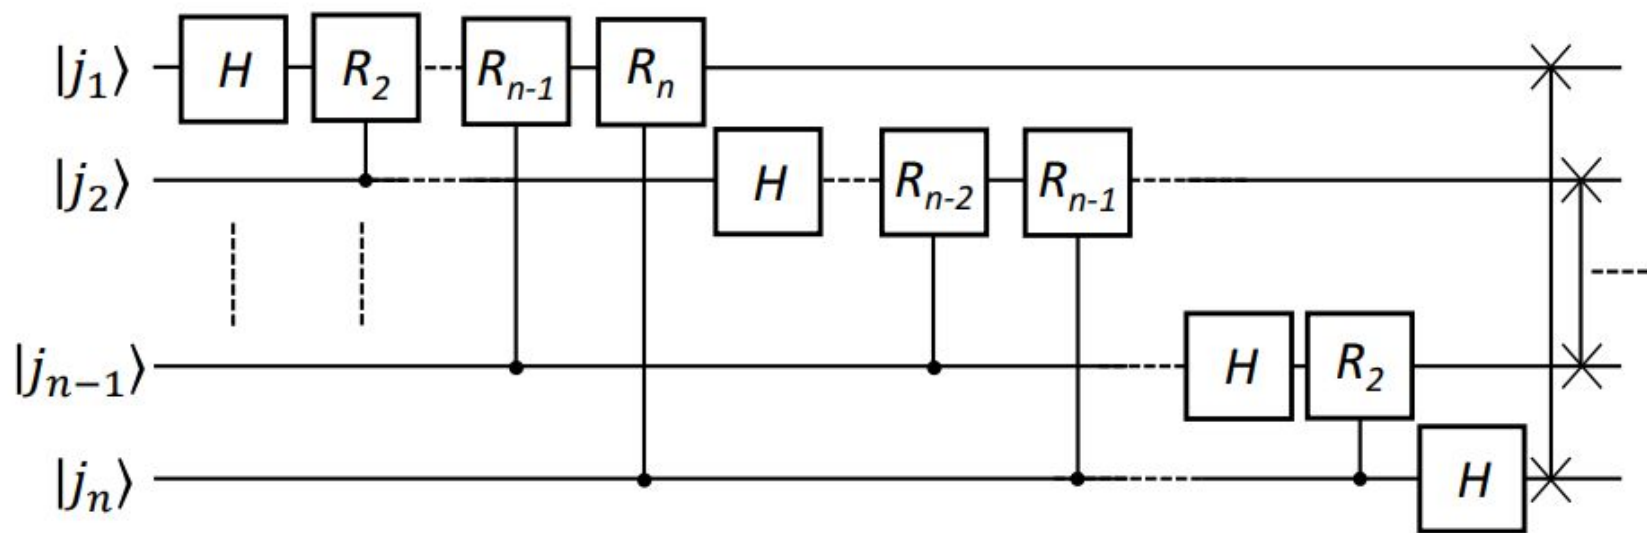 |j₁⟩ H R₂ Rₙ₋₁ Rₙ
|j₂⟩ H Rₙ₋₂ Rₙ₋₁
|jₙ₋₁⟩ H R₂
|jₙ⟩ H